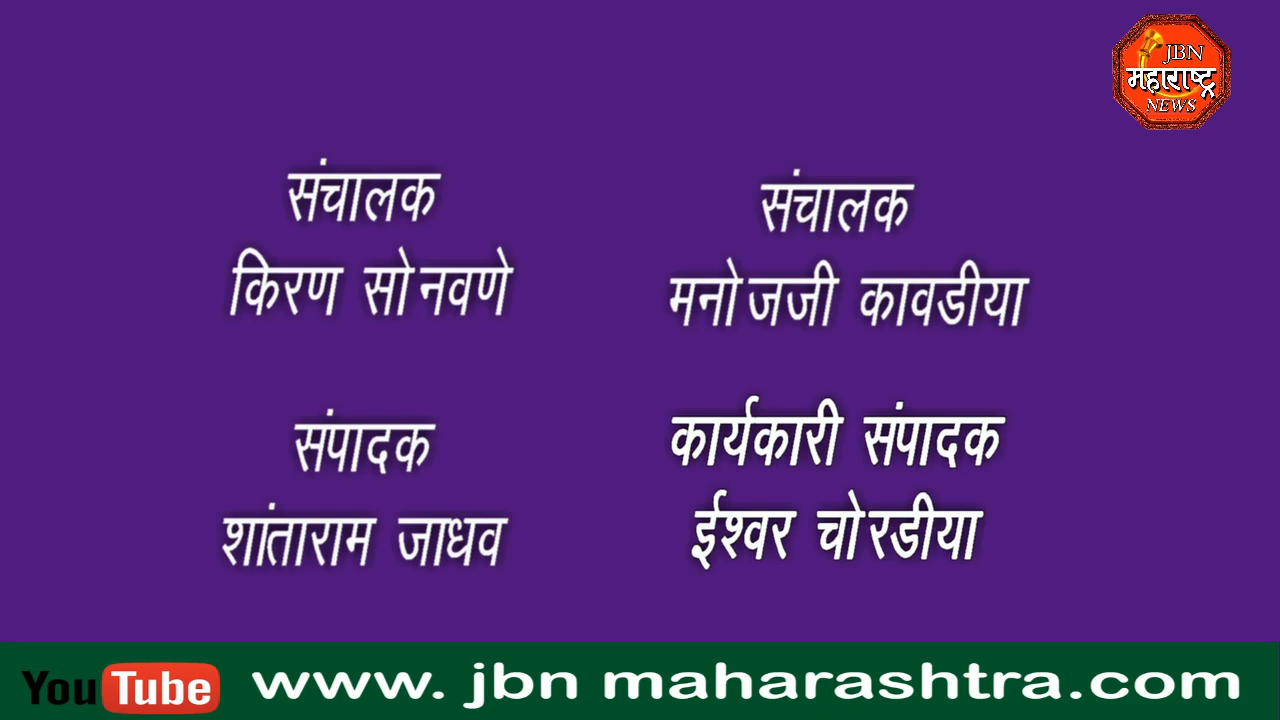 JBN
महाराष्ट्र
NEWS
संचालक
किरण सोनवणे
संचालक
मनोजजी कावडीया
संपादक
शांताराम जाधव
कार्यकारी संपादक
ईश्वर चोरडीया
YouTube www. jbn maharashtra.com